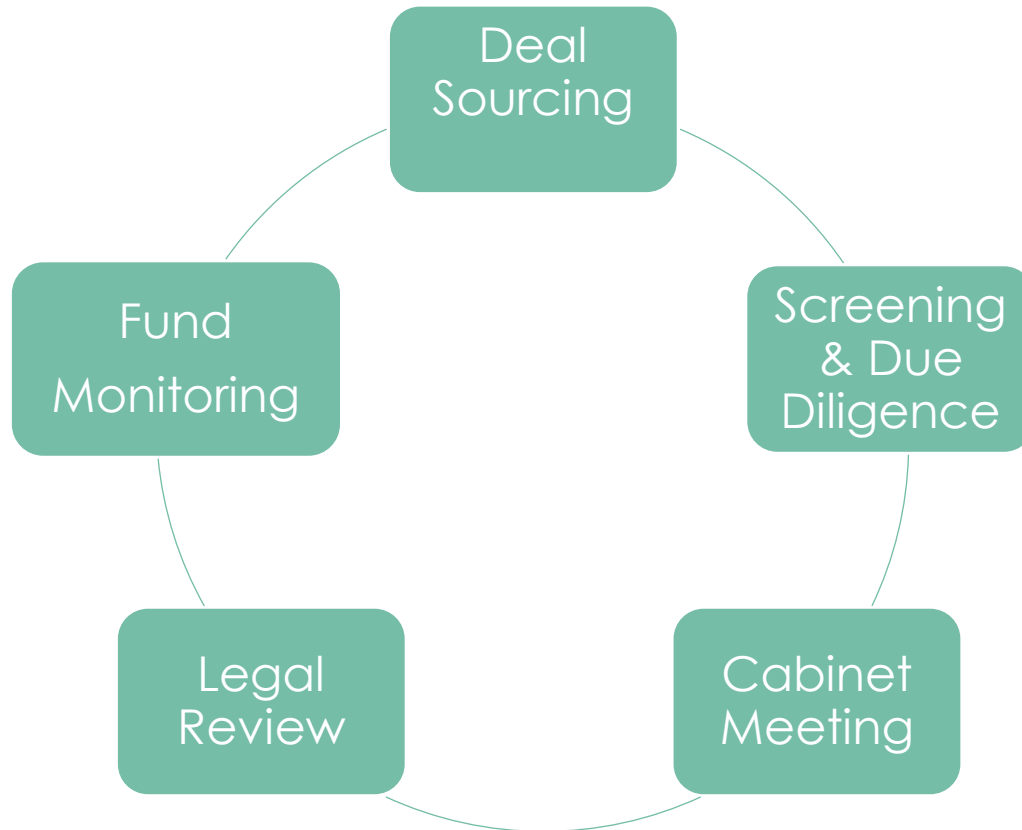 Deal
Sourcing
Screening
& Due
Diligence
Cabinet
Meeting
Legal
Review
Fund
Monitoring